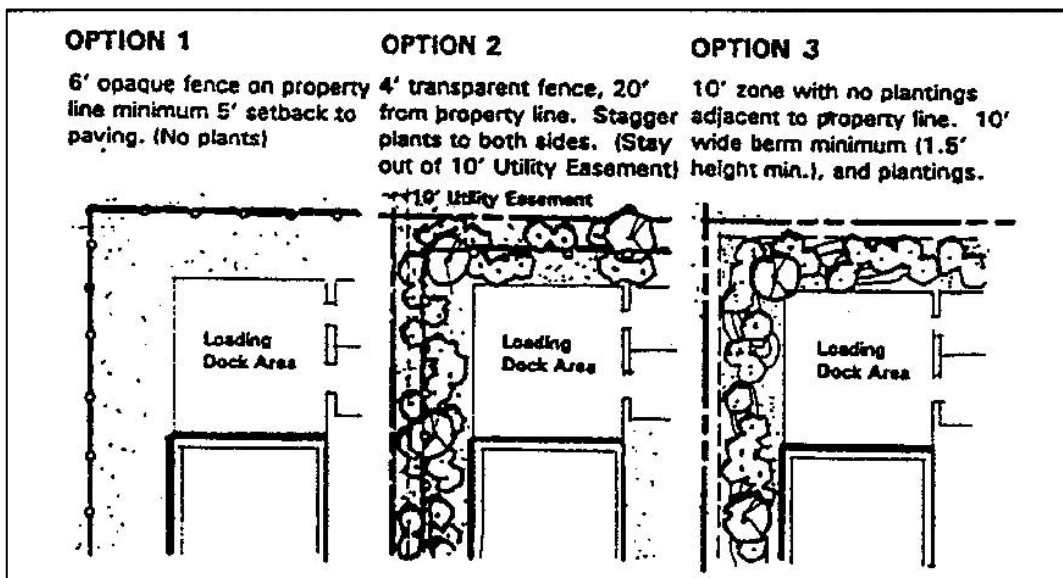 OPTION 1
6' opaque fence on property
line minimum 5' setback to
paving. (No plants)
OPTION 2
4' transparent fence, 20'
from property line. Stagger
plants to both sides. (Stay
out of 10' Utility Easement)
OPTION 3
10' zone with no plantings
adjacent to property line. 10'
wide berm minimum (1.5'
height min.), and plantings.
10' Utility Easement
Loading
Dock Area
Loading
Dock Area
Loading
Dock Area